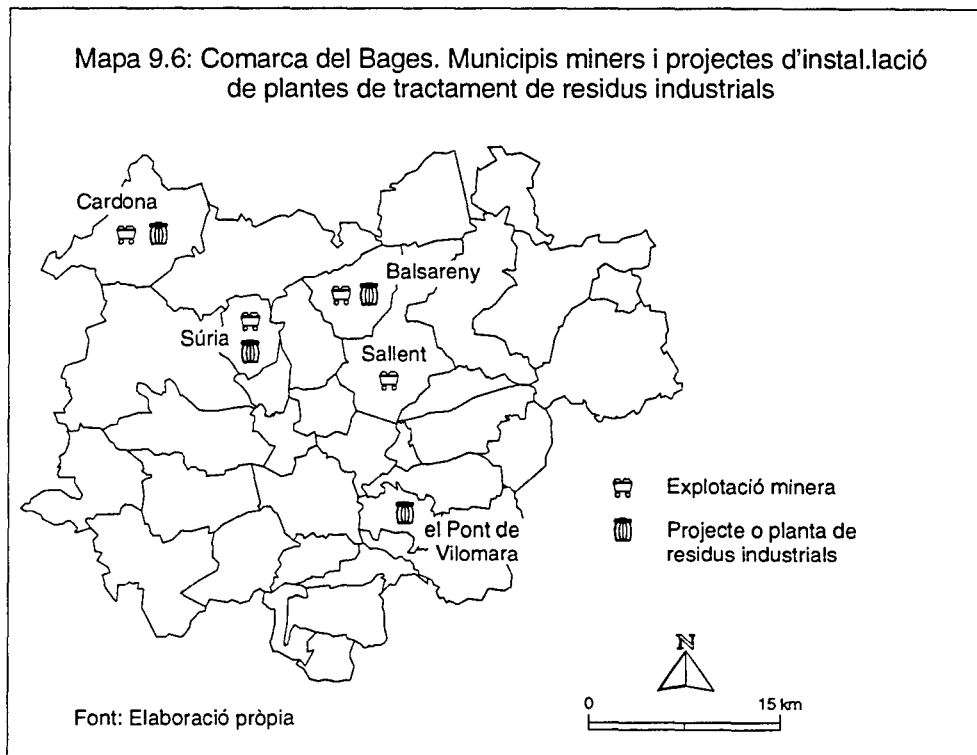 Mapa 9.6: Comarca del Bages. Municipis miners i projectes d'instal.lació
de plantes de tractament de residus industrials
Cardona
Balsareny
Súria
Sallent
el Pont de
Vilomara
Explotació minera
Projecte o planta de
residus industrials
N
0 15 km
Font: Elaboració pròpia